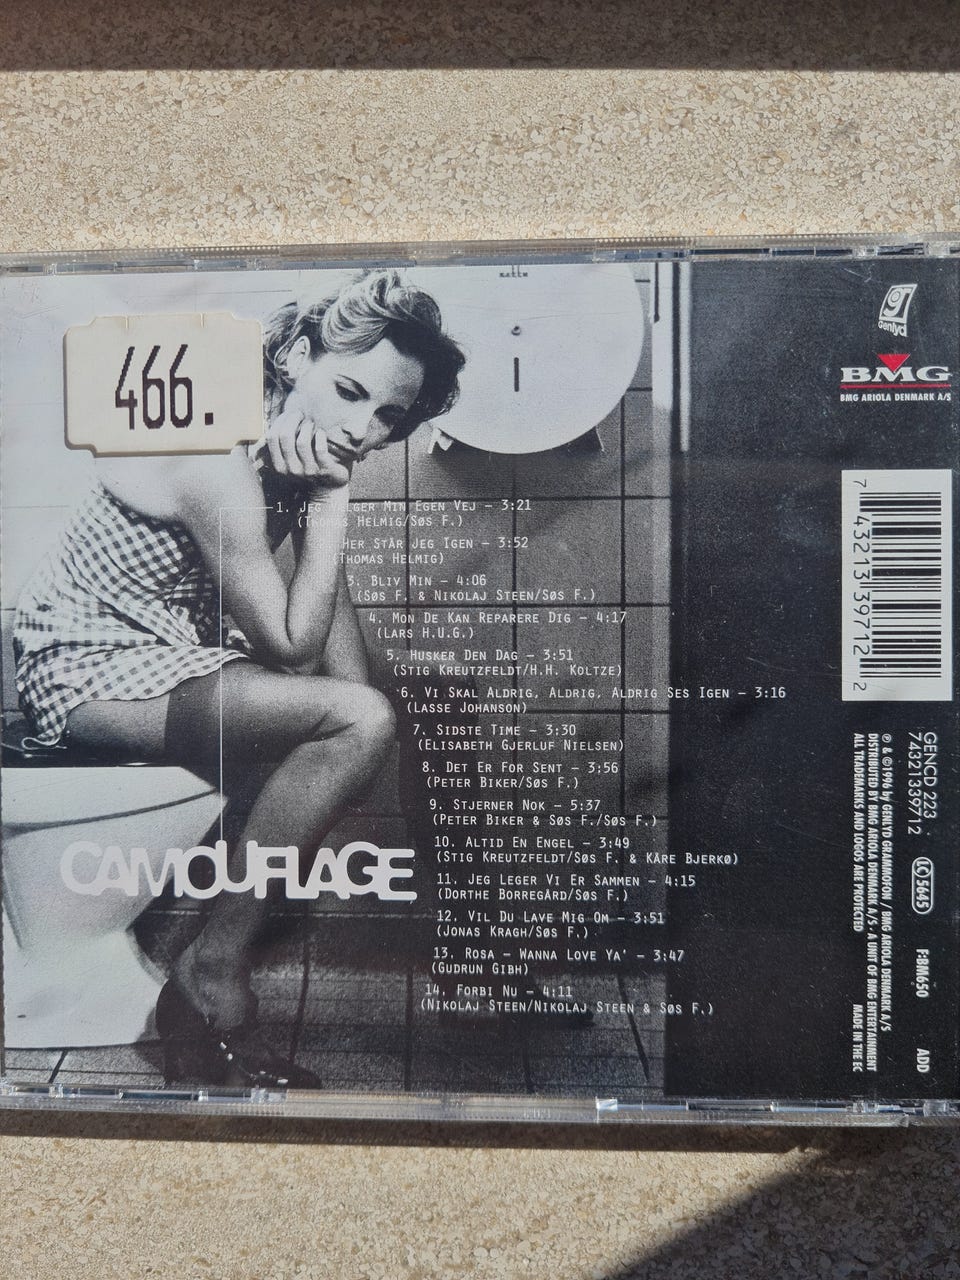 466.
1. Jeg Vælger Min Egen Vej – 3:21
(Thomas Helmig/Søs F.)
Her Står Jeg Igen – 3:52
(Thomas Helmig)
3. Bliv Min – 4:06
(Søs F. & Nikolaj Steen/Søs F.)
4. Mon De Kan Reparere Dig – 4:17
(Lars H.U.G.)
5. Husker Den Dag – 3:51
(Stig Kreutzfeldt/H.H. Koltze)
6. Vi Skal Aldrig, Aldrig, Aldrig Ses Igen – 3:16
(Lasse Johanson)
7. Sidste Time – 3:30
(Elisabeth Gjerluf Nielsen)
8. Det Er For Sent – 3:56
(Peter Biker/Søs F.)
9. Stjerner Nok – 5:37
(Peter Biker & Søs F./Søs F.)
10. Altid En Engel – 3:49
(Stig Kreutzfeldt/Søs F. & Kåre Bjerkø)
11. Jeg Leger Vi Er Sammen – 4:15
(Dorthe Borregård/Søs F.)
12. Vil Du Lave Mig Om – 3:51
(Jonas Kragh/Søs F.)
13. Rosa – Wanna Love Ya' – 3:47
(Gudrun Gibh)
14. Forbi Nu – 4:11
(Nikolaj Steen/Nikolaj Steen & Søs F.)
CAMOUFLAGE
Genlyd
BMG
BMG ARIOLA DENMARK A/S
7 43213 39712 2
GENCD 223
74321339712
LC 5645
F:BM650
ADD
℗ & ©1996 by GENLYD GRAMMOFON / BMG ARIOLA DENMARK A/S
DISTRIBUTED BY BMG ARIOLA DENMARK A/S · A UNIT OF BMG ENTERTAINMENT
ALL TRADEMARKS AND LOGOS ARE PROTECTED
MADE IN THE EC